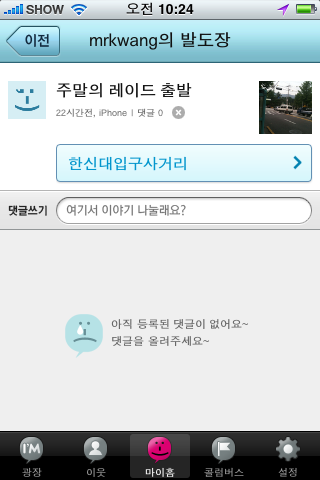 SHOW 오전 10:24
이전 mrkwang의 발도장
주말의 레이드 출발
22시간전, iPhone | 댓글 0
한신대입구사거리
댓글쓰기 여기서 이야기 나눌래요?
아직 등록된 댓글이 없어요~
댓글을 올려주세요~
I'M
광장 이웃 마이홈 콜럼버스 설정